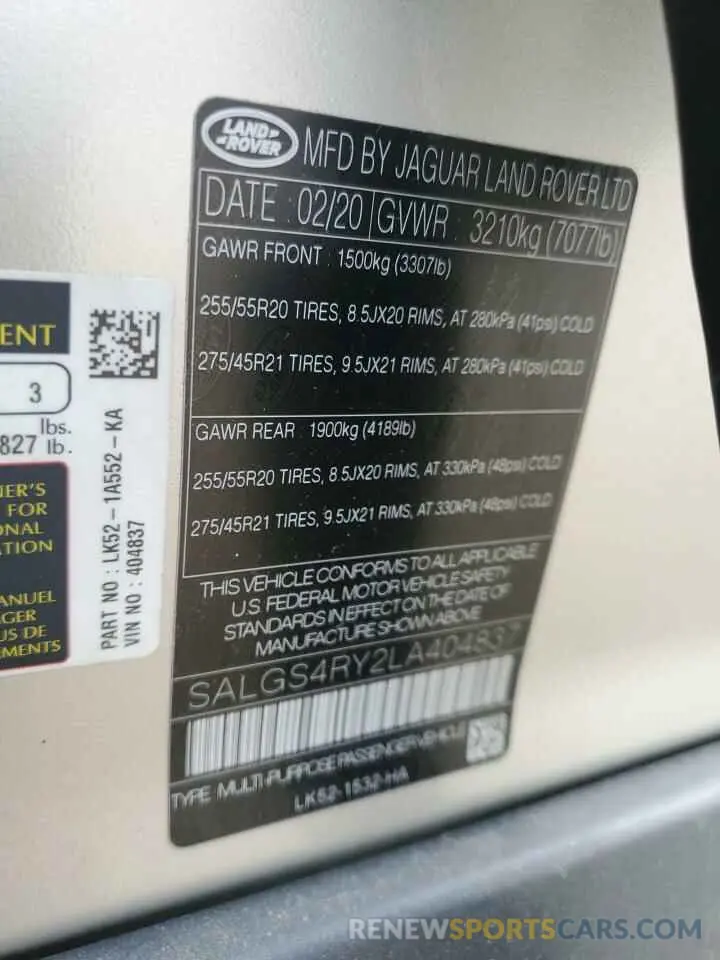 LAND
ROVER
MFD BY JAGUAR LAND ROVER LTD
DATE : 02/20 GVWR : 3210kg (7077lb)
GAWR FRONT : 1500kg (3307lb)
255/55R20 TIRES, 8.5JX20 RIMS, AT 280kPa (41psi) COLD
275/45R21 TIRES, 9.5JX21 RIMS, AT 280kPa (41psi) COLD
GAWR REAR : 1900kg (4189lb)
255/55R20 TIRES, 8.5JX20 RIMS, AT 330kPa (48psi) COLD
275/45R21 TIRES, 9.5JX21 RIMS, AT 330kPa (48psi) COLD
THIS VEHICLE CONFORMS TO ALL APPLICABLE
U.S. FEDERAL MOTOR VEHICLE SAFETY
STANDARDS IN EFFECT ON THE DATE OF
MANUFACTURE SHOWN ABOVE
SALGS4RY2LA404837
TYPE : MULTI-PURPOSE PASSENGER VEHICLE
LK52-1532-HA
ENT
3
lbs.
827 lb.
NER'S
FOR
ONAL
TION
ANUEL
GER
US DE
EMENTS
PART NO : LK52-1A552-KA
VIN NO : 404837
RENEWSPORTSCARS.COM